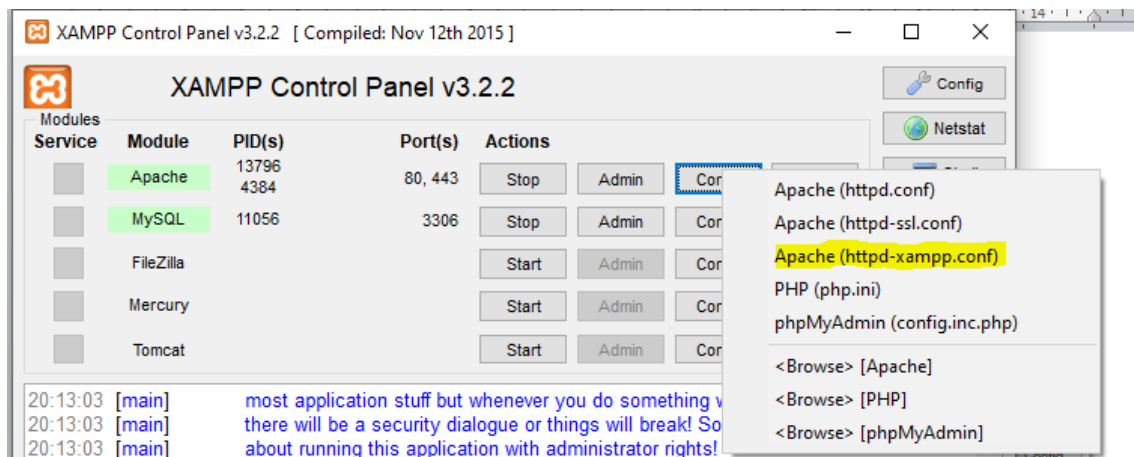 14
XAMPP Control Panel v3.2.2 [ Compiled: Nov 12th 2015 ]
XAMPP Control Panel v3.2.2
Config
Netstat
Modules
Service Module PID(s) Port(s) Actions
Apache 13796 4384 80, 443 Stop Admin
MySQL 11056 3306 Stop Admin
FileZilla Start Admin
Mercury Start Admin
Tomcat Start Admin
Apache (httpd.conf)
Apache (httpd-ssl.conf)
Apache (httpd-xampp.conf)
PHP (php.ini)
phpMyAdmin (config.inc.php)
<Browse> [Apache]
<Browse> [PHP]
<Browse> [phpMyAdmin]
20:13:03 [main] most application stuff but whenever you do something
20:13:03 [main] there will be a security dialogue or things will break! So
20:13:03 [main] about running this application with administrator rights!